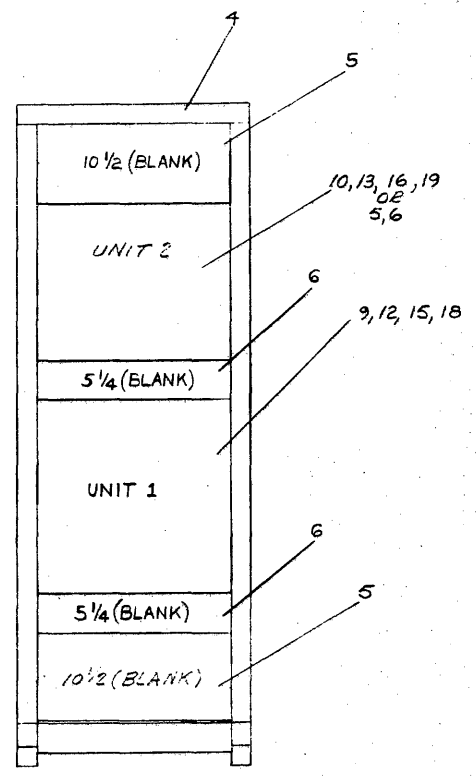 4
5
10 1/2 (BLANK)
10, 13, 16, 19
OR
5, 6
UNIT 2
6
9, 12, 15, 18
5 1/4 (BLANK)
UNIT 1
6
5 1/4 (BLANK)
5
10 1/2 (BLANK)